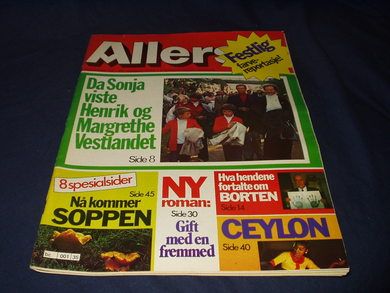 Allers
Festlig
farve-
reportasje!
Da Sonja
viste
Henrik og
Margrethe
Vestlandet
Side 8
8 spesialsider
Side 45
Nå kommer
SOPPEN
NY
roman:
Side 30
Gift
med en
fremmed
Hva hendene
fortalte om
BORTEN
Side 14
CEYLON
Side 40